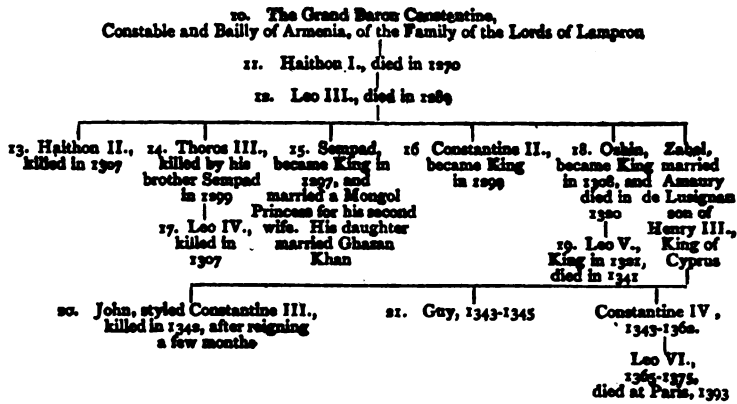 10. The Grand Baron Constantine,
Constable and Bailly of Armenia, of the Family of the Lords of Lampron
11. Haithon I., died in 1270
12. Leo III., died in 1289
13. Haithon II.,
killed in 1307
14. Thoros III.,
killed by his
brother Sempad
in 1299
17. Leo IV.,
killed in
1307
15. Sempad,
became King in
1297, and
married a Mongol
Princess for his second
wife. His daughter
married Ghazan
Khan
16 Constantine II.,
became King
in 1299
18. Oshin,
became King
in 1308, and
died in
1320
19. Leo V.,
King in 1321,
died in 1341
Zabel,
married
Amaury
de Lusignan
son of
Henry III.,
King of
Cyprus
20. John, styled Constantine III.,
killed in 1342, after reigning
a few months
21. Guy, 1343-1345
Constantine IV,
1343-1362.
Leo VI.,
1365-1375,
died at Paris, 1393